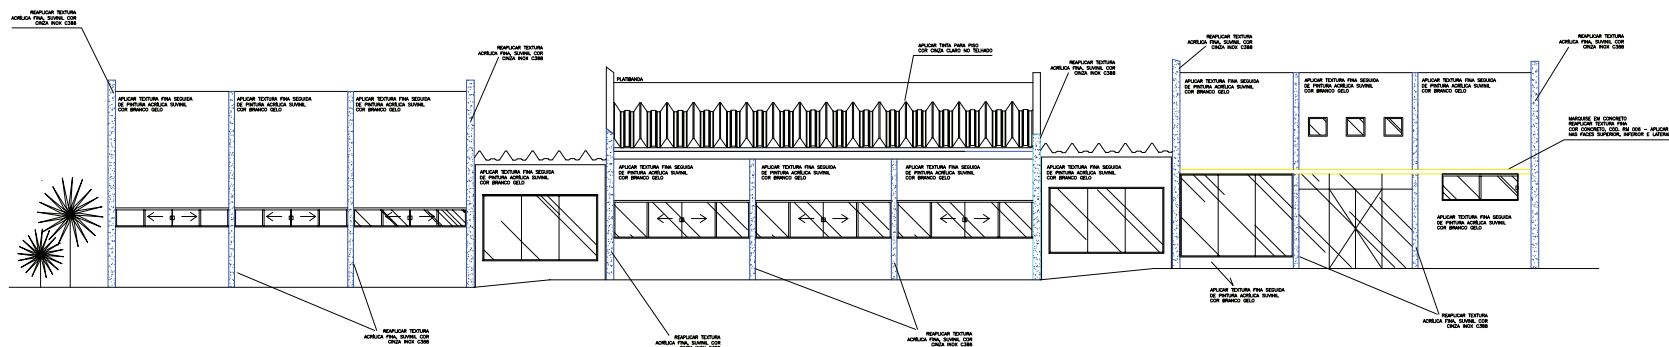 REAPLICAR TEXTURA
ACRÍLICA FINA, SUVINIL COR
CINZA INOX C388
REAPLICAR TEXTURA
ACRÍLICA FINA, SUVINIL COR
CINZA INOX C388
APLICAR TINTA PARA PISO
COR CINZA CLARO NO TELHADO
REAPLICAR TEXTURA
ACRÍLICA FINA, SUVINIL COR
CINZA INOX C388
REAPLICAR TEXTURA
ACRÍLICA FINA, SUVINIL COR
CINZA INOX C388
REAPLICAR TEXTURA
ACRÍLICA FINA, SUVINIL COR
CINZA INOX C388
PLATIBANDA
APLICAR TEXTURA FINA SEGUIDA
DE PINTURA ACRÍLICA SUVINIL
COR BRANCO GELO
APLICAR TEXTURA FINA SEGUIDA
DE PINTURA ACRÍLICA SUVINIL
COR BRANCO GELO
APLICAR TEXTURA FINA SEGUIDA
DE PINTURA ACRÍLICA SUVINIL
COR BRANCO GELO
APLICAR TEXTURA FINA SEGUIDA
DE PINTURA ACRÍLICA SUVINIL
COR BRANCO GELO
APLICAR TEXTURA FINA SEGUIDA
DE PINTURA ACRÍLICA SUVINIL
COR BRANCO GELO
APLICAR TEXTURA FINA SEGUIDA
DE PINTURA ACRÍLICA SUVINIL
COR BRANCO GELO
MARQUISE EM CONCRETO
REAPLICAR TEXTURA FINA
COR CONCRETO, COD. RM 006 - APLICAR
NAS FACES SUPERIOR, INFERIOR E LATERA
APLICAR TEXTURA FINA SEGUIDA
DE PINTURA ACRÍLICA SUVINIL
COR BRANCO GELO
APLICAR TEXTURA FINA SEGUIDA
DE PINTURA ACRÍLICA SUVINIL
COR BRANCO GELO
APLICAR TEXTURA FINA SEGUIDA
DE PINTURA ACRÍLICA SUVINIL
COR BRANCO GELO
APLICAR TEXTURA FINA SEGUIDA
DE PINTURA ACRÍLICA SUVINIL
COR BRANCO GELO
APLICAR TEXTURA FINA SEGUIDA
DE PINTURA ACRÍLICA SUVINIL
COR BRANCO GELO
APLICAR TEXTURA FINA SEGUIDA
DE PINTURA ACRÍLICA SUVINIL
COR BRANCO GELO
APLICAR TEXTURA FINA SEGUIDA
DE PINTURA ACRÍLICA SUVINIL
COR BRANCO GELO
REAPLICAR TEXTURA
ACRÍLICA FINA, SUVINIL COR
CINZA INOX C388
REAPLICAR TEXTURA
ACRÍLICA FINA, SUVINIL COR
REAPLICAR TEXTURA
ACRÍLICA FINA, SUVINIL COR
CINZA INOX C388
REAPLICAR TEXTURA
ACRÍLICA FINA, SUVINIL COR
CINZA INOX C388